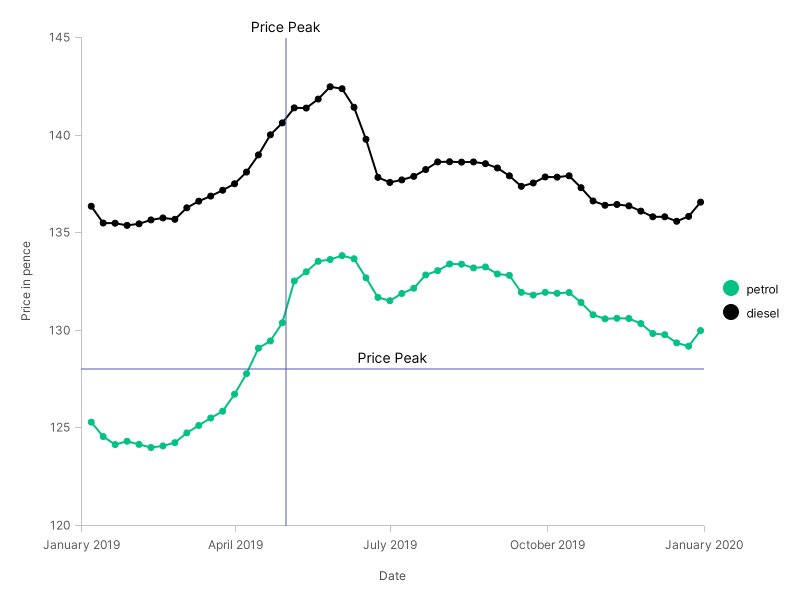 Price Peak
145
140
135
130
125
120
Price in pence
Price Peak
January 2019
April 2019
July 2019
October 2019
January 2020
Date
petrol
diesel